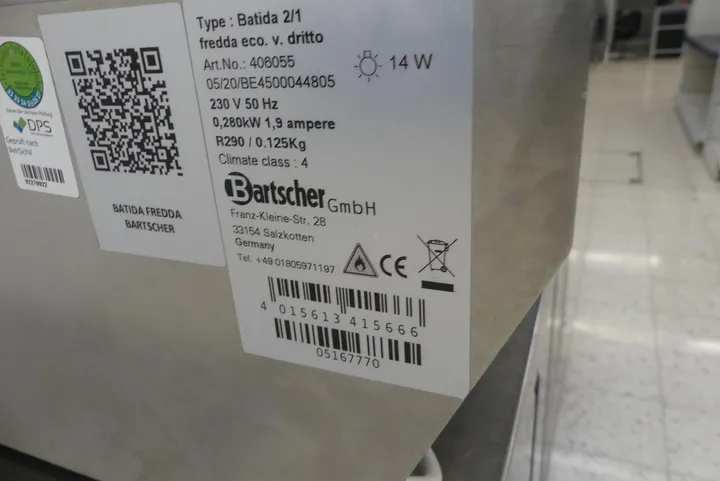 DPS
Geprüft nach
BetrSichV
BATIDA FREDDA
BARTSCHER
Type : Batida 2/1
fredda eco. v. dritto
Art.No.: 406055
05/20/BE4500044805
230 V 50 Hz
0,280kW 1,9 ampere
R290 / 0.125Kg
Climate class : 4
14 W
Bartscher GmbH
Franz-Kleine-Str. 28
33154 Salzkotten
Germany
Tel. +49 01805971197
CE
4 015613 415666
05167770